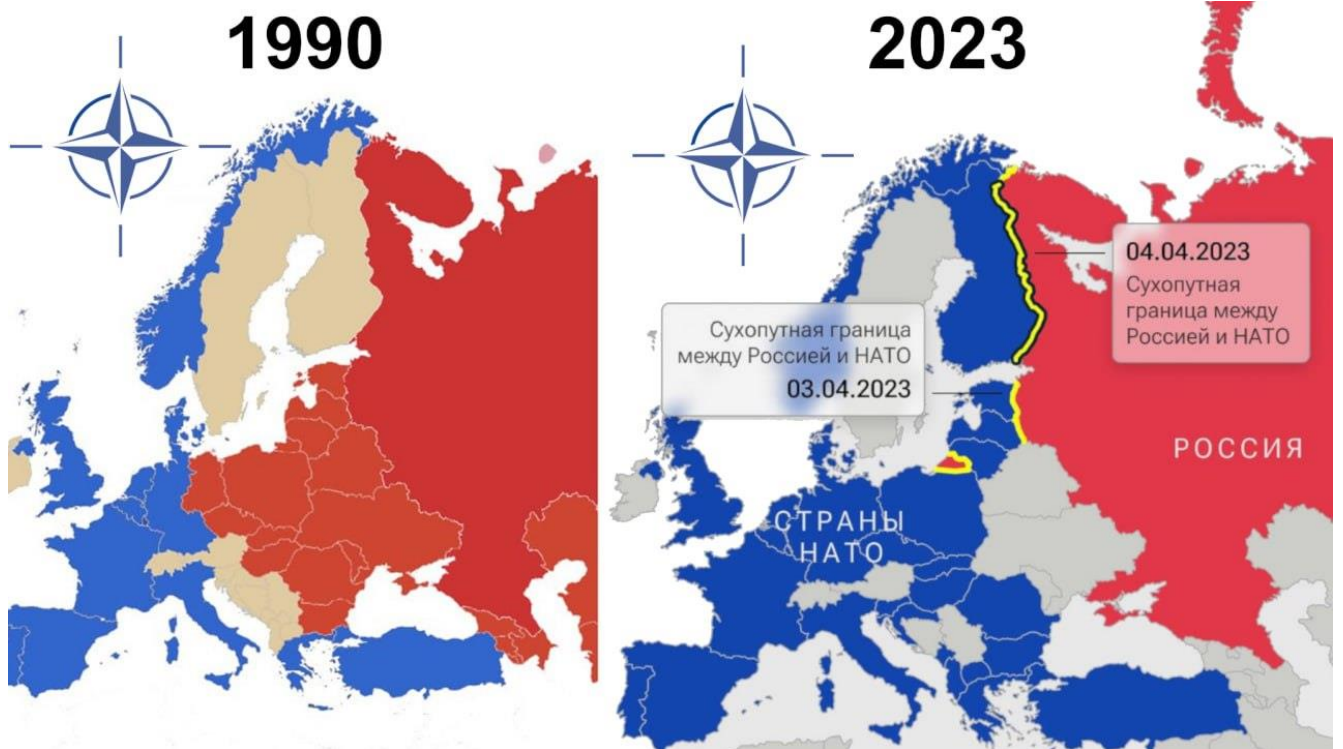 1990
2023
04.04.2023
Сухопутная
граница между
Россией и НАТО
Сухопутная граница
между Россией и НАТО
03.04.2023
РОССИЯ
СТРАНЫ
НАТО